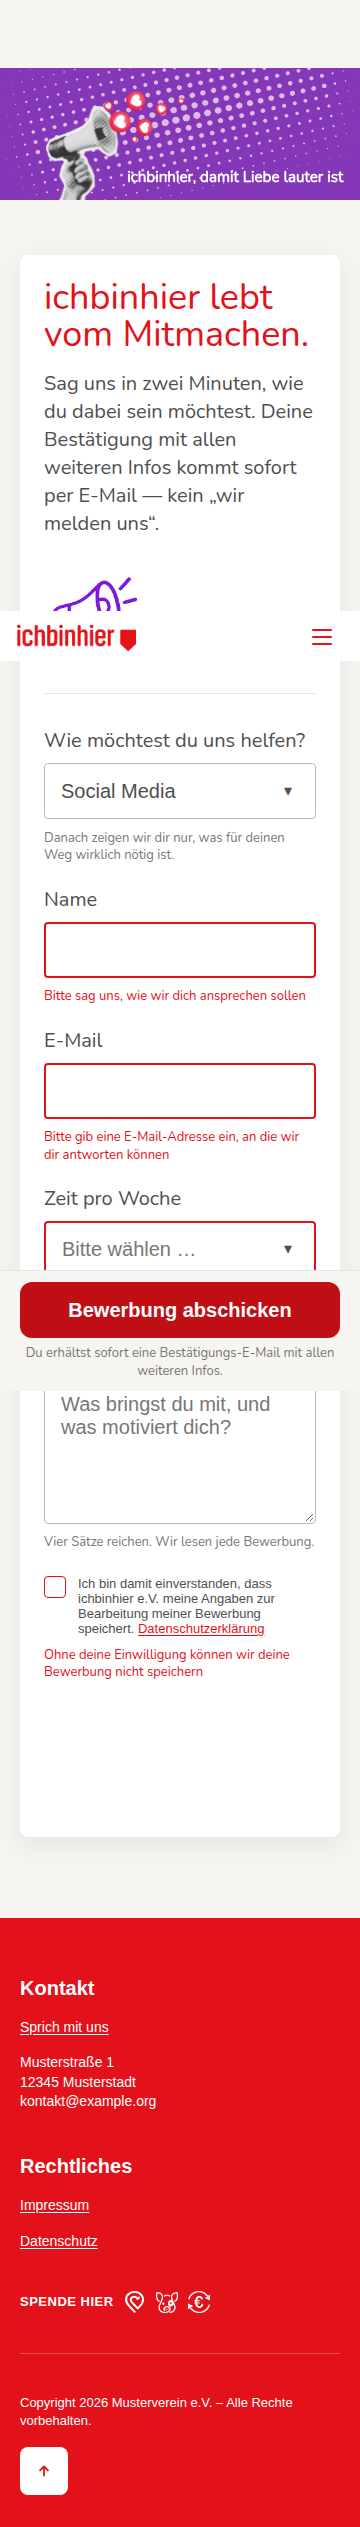 ichbinhier, damit Liebe lauter ist
ichbinhier lebt
vom Mitmachen.
Sag uns in zwei Minuten, wie
du dabei sein möchtest. Deine
Bestätigung mit allen
weiteren Infos kommt sofort
per E-Mail — kein „wir
melden uns“.
ichbinhier
Wie möchtest du uns helfen?
Social Media
Danach zeigen wir dir nur, was für deinen
Weg wirklich nötig ist.
Name
Bitte sag uns, wie wir dich ansprechen sollen
E-Mail
Bitte gib eine E-Mail-Adresse ein, an die wir
dir antworten können
Zeit pro Woche
Bitte wählen …
Bewerbung abschicken
Du erhältst sofort eine Bestätigungs-E-Mail mit allen
weiteren Infos.
Was bringst du mit, und
was motiviert dich?
Vier Sätze reichen. Wir lesen jede Bewerbung.
Ich bin damit einverstanden, dass
ichbinhier e.V. meine Angaben zur
Bearbeitung meiner Bewerbung
speichert. Datenschutzerklärung
Ohne deine Einwilligung können wir deine
Bewerbung nicht speichern
Kontakt
Sprich mit uns
Musterstraße 1
12345 Musterstadt
kontakt@example.org
Rechtliches
Impressum
Datenschutz
SPENDE HIER
Copyright 2026 Musterverein e.V. – Alle Rechte
vorbehalten.